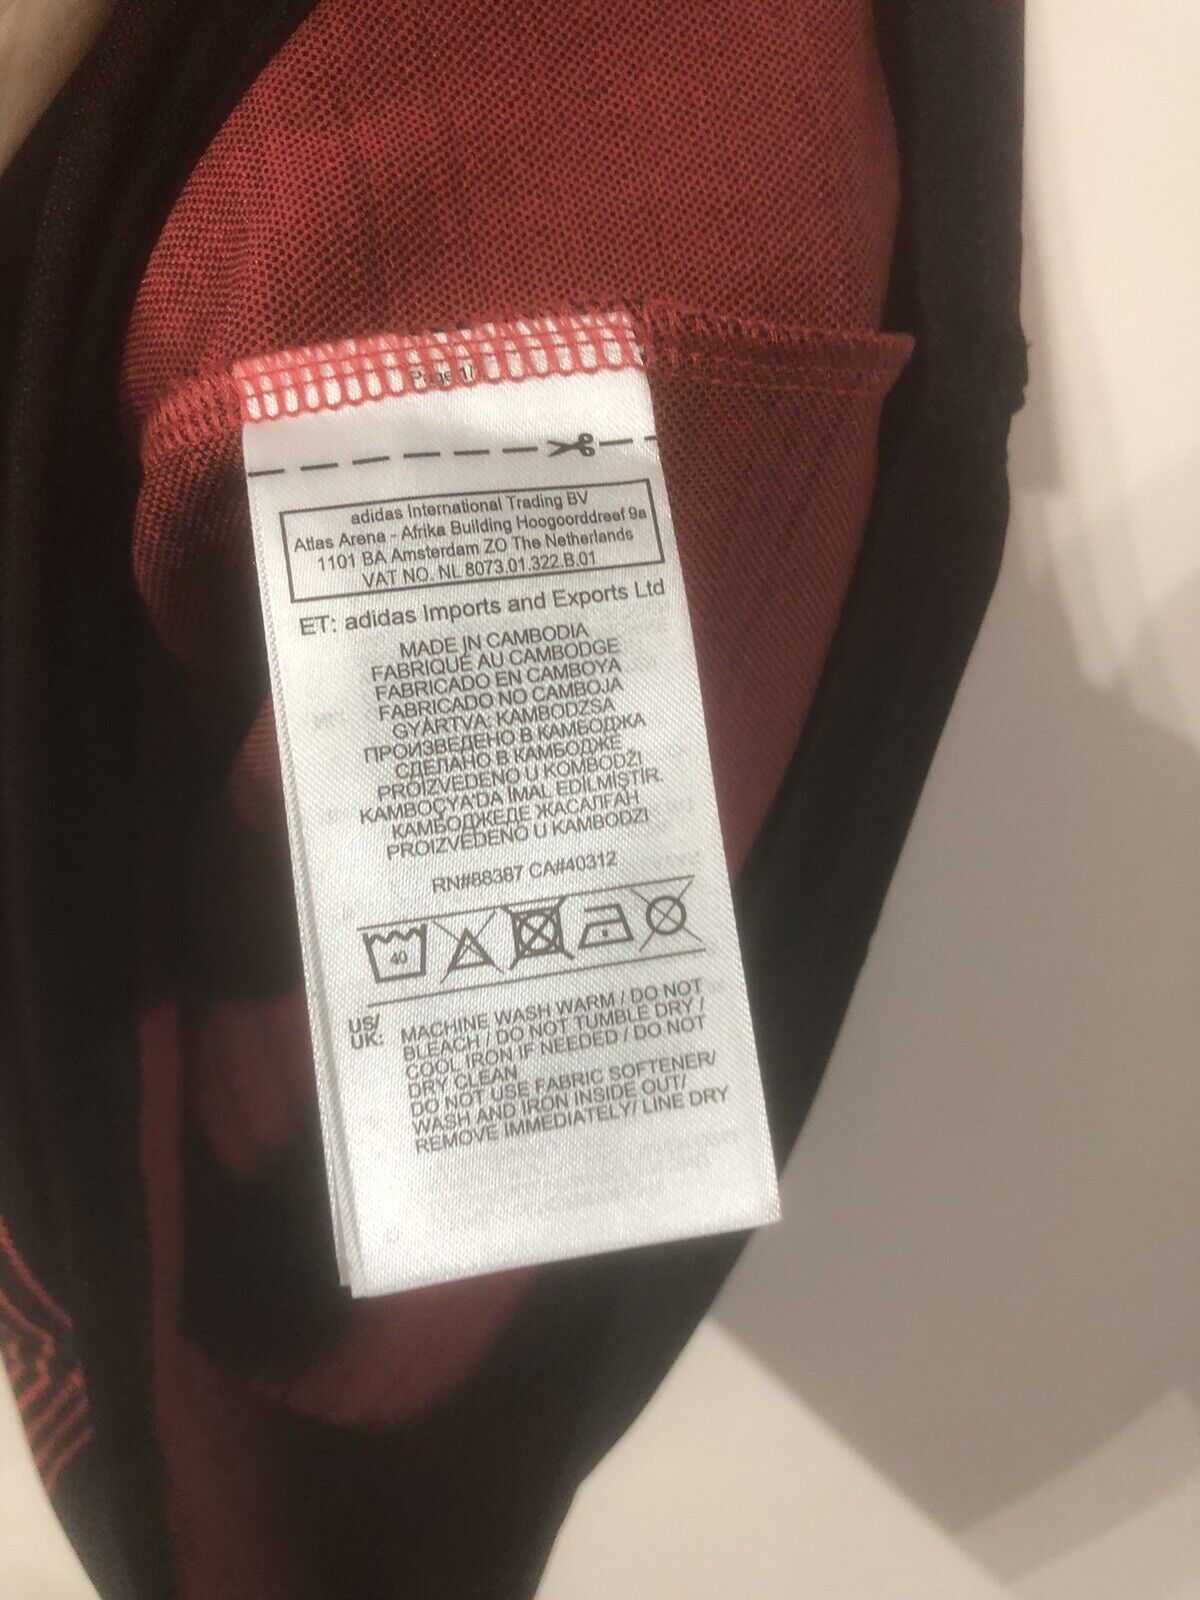 Page 1/
adidas International Trading BV
Atlas Arena - Afrika Building Hoogoorddreef 9a
1101 BA Amsterdam ZO The Netherlands
VAT NO. NL 8073.01.322.B.01
ET: adidas Imports and Exports Ltd
MADE IN CAMBODIA
FABRIQUÉ AU CAMBODGE
FABRICADO EN CAMBOYA
FABRICADO NO CAMBOJA
GYÁRTVA: KAMBODZSA
ПРОИЗВЕДЕНО В КАМБОДЖА
СДЕЛАНО В КАМБОДЖЕ
PROIZVEDENO U KOMBODŽI
KAMBOÇYA'DA İMAL EDİLMİŞTİR.
КАМБОДЖЕДЕ ЖАСАЛҒАН
PROIZVEDENO U KAMBODŽI
RN#88387 CA#40312
40
US/
UK:
MACHINE WASH WARM / DO NOT
BLEACH / DO NOT TUMBLE DRY /
COOL IRON IF NEEDED / DO NOT
DRY CLEAN
DO NOT USE FABRIC SOFTENER/
WASH AND IRON INSIDE OUT/
REMOVE IMMEDIATELY/ LINE DRY